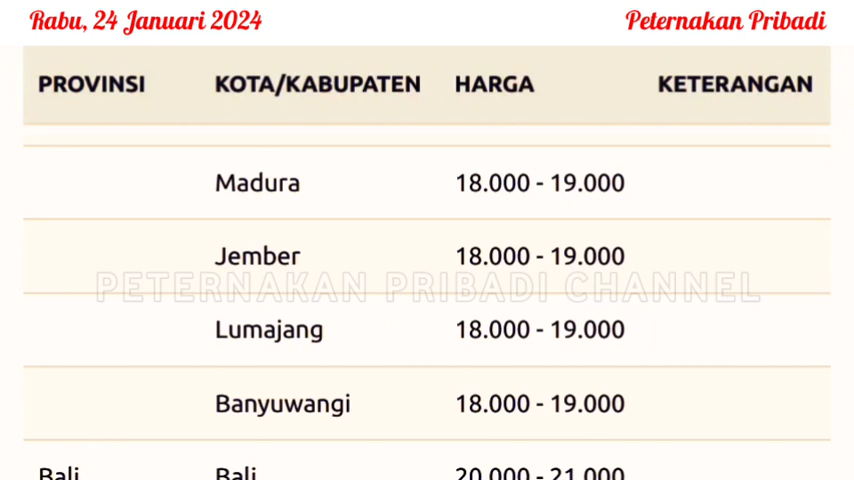 Rabu, 24 Januari 2024 Peternakan Pribadi
PROVINSI KOTA/KABUPATEN HARGA KETERANGAN
Madura 18.000 - 19.000
Jember 18.000 - 19.000
PETERNAKAN PRIBADI CHANNEL
Lumajang 18.000 - 19.000
Banyuwangi 18.000 - 19.000
Bali Bali 20.000 - 21.000